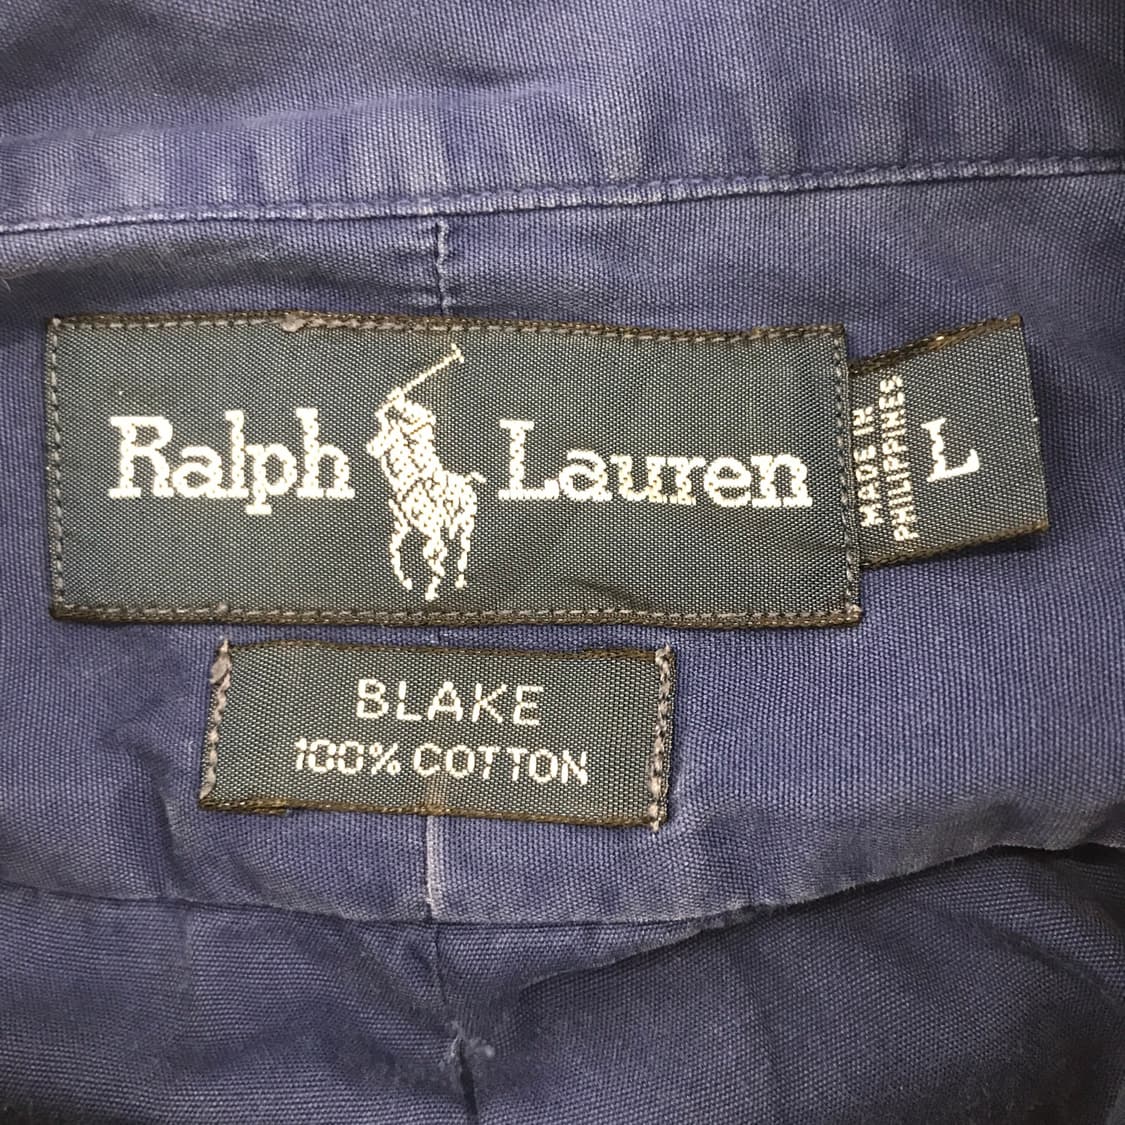 Ralph Lauren
MADE IN
PHILIPPINES
L
BLAKE
100% COTTON